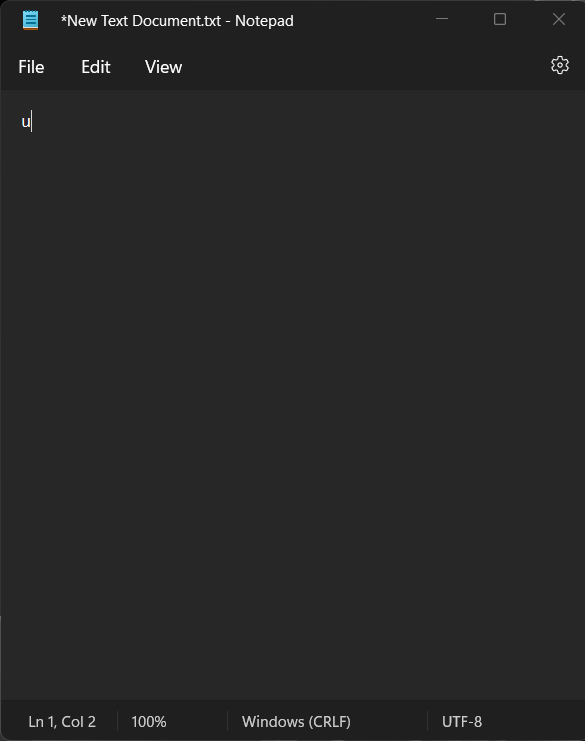 *New Text Document.txt - Notepad
File Edit View
u
Ln 1, Col 2 100% Windows (CRLF) UTF-8